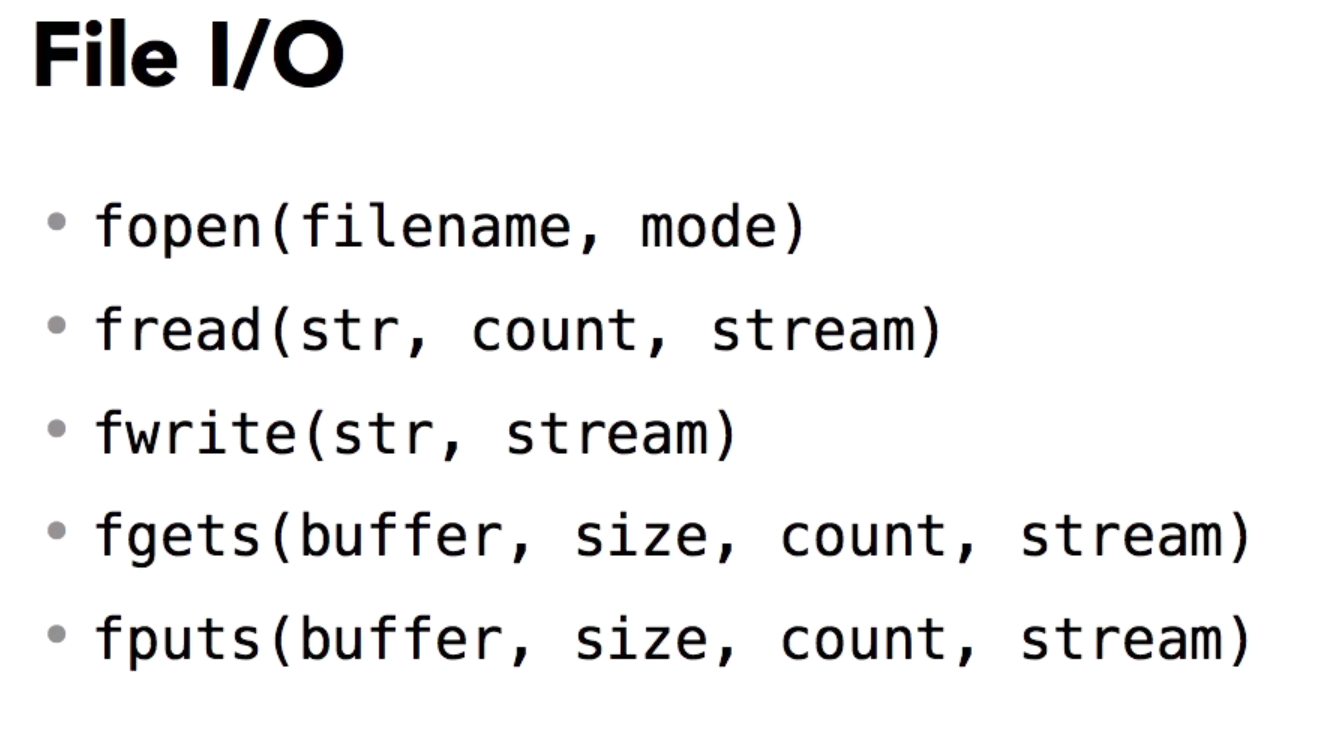 File I/O
• fopen(filename, mode)
• fread(str, count, stream)
• fwrite(str, stream)
• fgets(buffer, size, count, stream)
• fputs(buffer, size, count, stream)